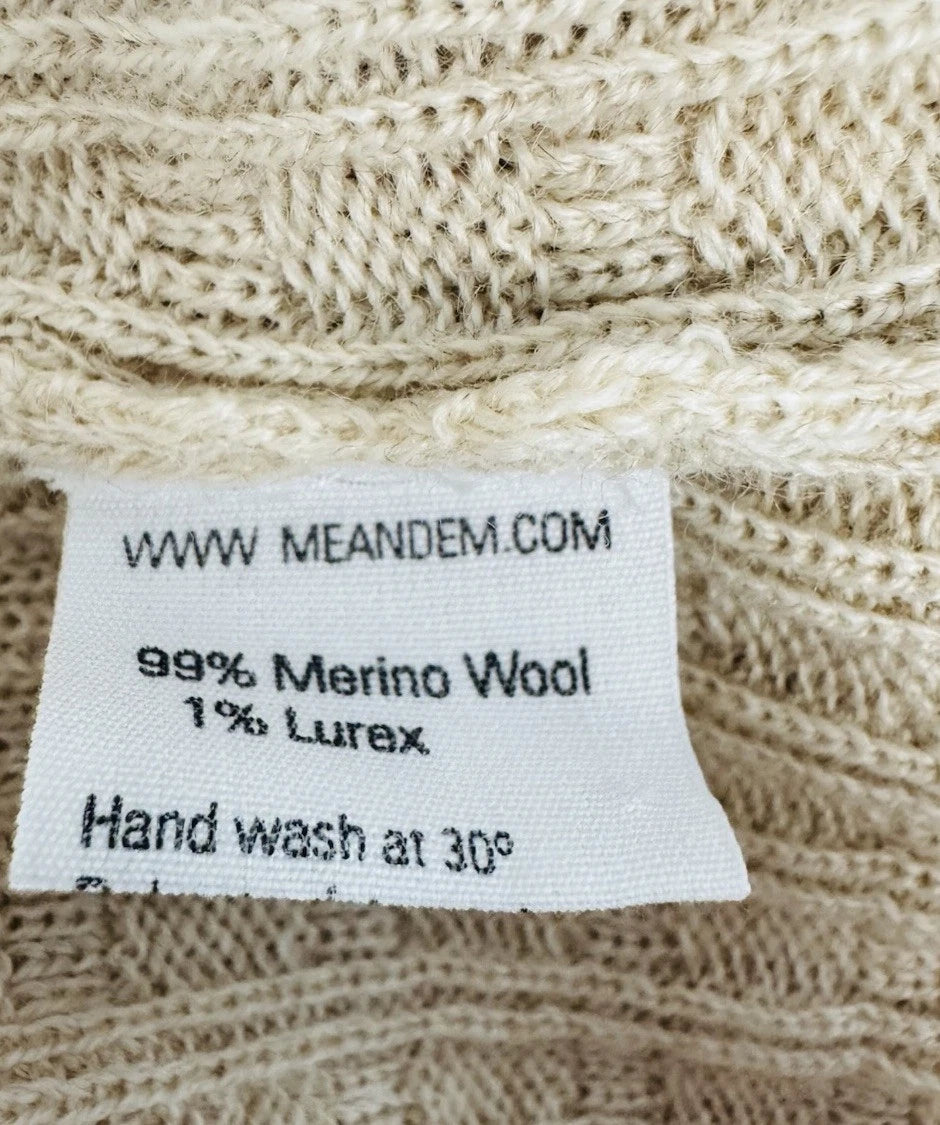 WWW MEANDEM.COM
99% Merino Wool
1% Lurex
Hand wash at 30°